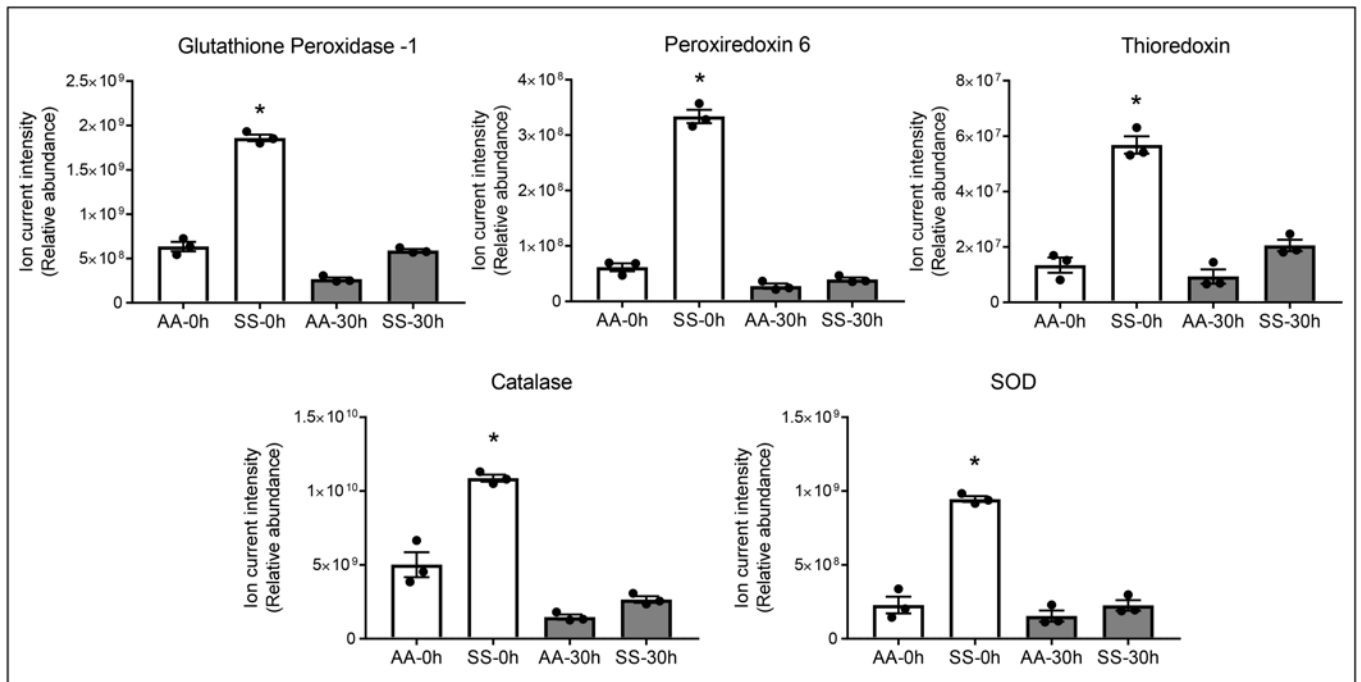 Glutathione Peroxidase -1
Ion current intensity
(Relative abundance)
2.5×10⁹
2×10⁹
1.5×10⁹
1×10⁹
5×10⁸
0
*
AA-0h SS-0h AA-30h SS-30h
Peroxiredoxin 6
Ion current intensity
(Relative abundance)
4×10⁸
3×10⁸
2×10⁸
1×10⁸
0
*
AA-0h SS-0h AA-30h SS-30h
Thioredoxin
Ion current intensity
(Relative abundance)
8×10⁷
6×10⁷
4×10⁷
2×10⁷
0
*
AA-0h SS-0h AA-30h SS-30h
Catalase
Ion current intensity
(Relative abundance)
1.5×10¹⁰
1×10¹⁰
5×10⁹
0
*
AA-0h SS-0h AA-30h SS-30h
SOD
Ion current intensity
(Relative abundance)
1.5×10⁹
1×10⁹
5×10⁸
0
*
AA-0h SS-0h AA-30h SS-30h